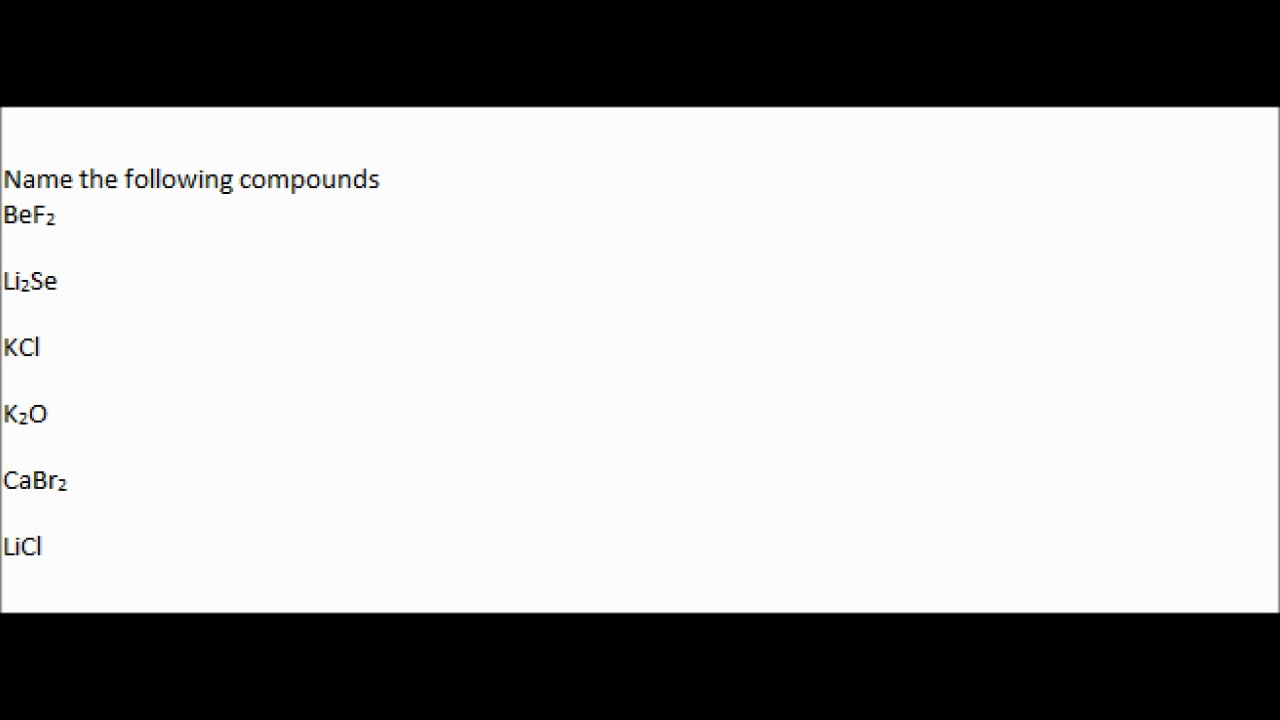 Name the following compounds
BeF₂
Li₂Se
KCl
K₂O
CaBr₂
LiCl